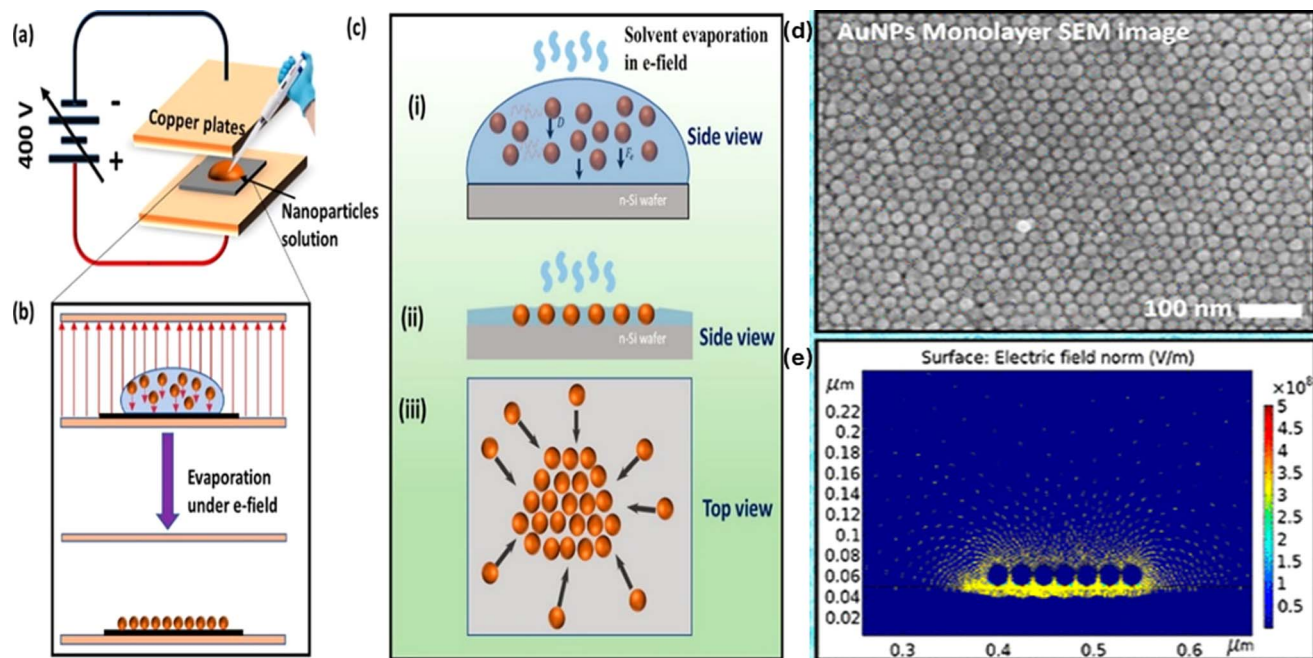 (a)
400 V
-
+
Copper plates
Nanoparticles
solution
(b)
Evaporation
under e-field
(c)
Solvent evaporation
in e-field
(i)
D
Fe
Side view
n-Si wafer
(ii)
n-Si wafer
Side view
(iii)
Top view
(d)
AuNPs Monolayer SEM image
100 nm
(e)
Surface: Electric field norm (V/m)
μm
0.22
0.2
0.18
0.16
0.14
0.12
0.1
0.08
0.06
0.04
0.02
0.3
0.4
0.5
0.6
μm
×10⁸
5
4.5
4
3.5
3
2.5
2
1.5
1
0.5